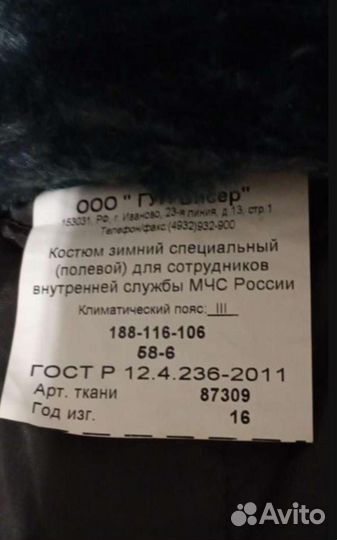 ООО "
153031, РФ, г. Иваново, 23-я линия, д.13, стр.1
Телефон/факс:(4932)932-900
Костюм зимний специальный
(полевой) для сотрудников
внутренней службы МЧС России
Климатический пояс: III
188-116-106
58-6
ГОСТ Р 12.4.236-2011
Арт. ткани 87309
Год изг. 16
Avito